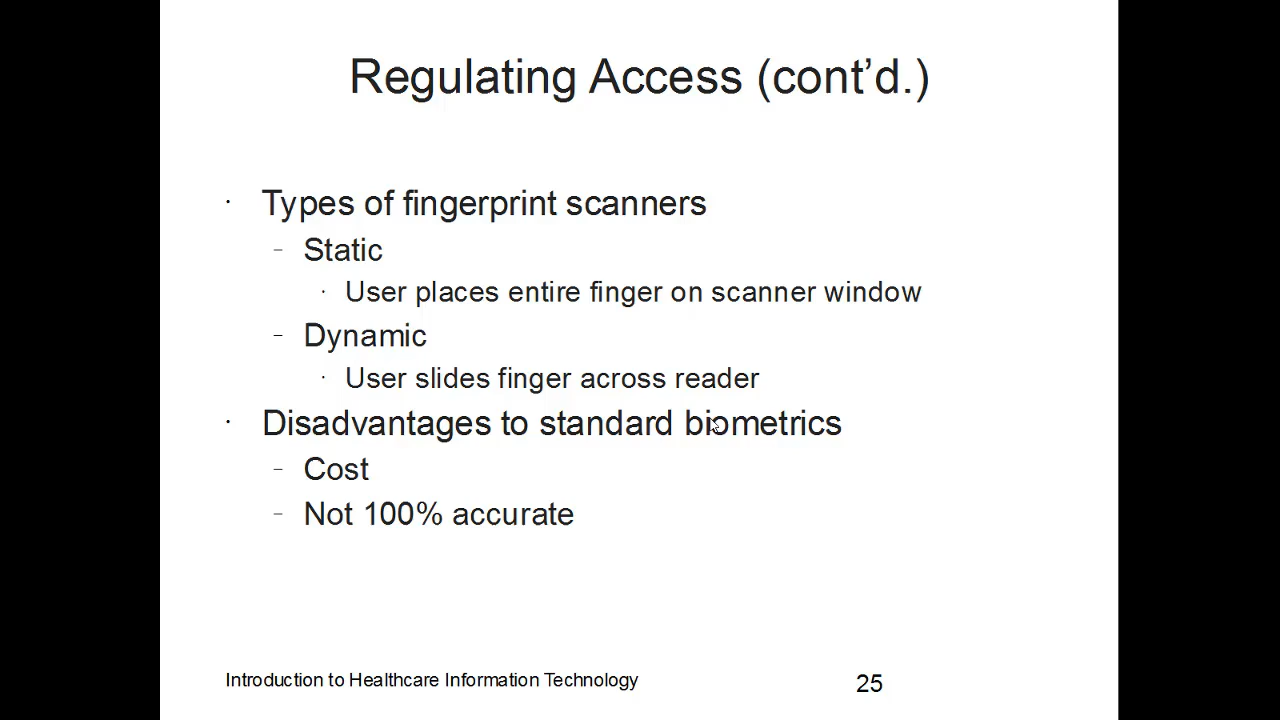 Regulating Access (cont’d.)
· Types of fingerprint scanners
– Static
· User places entire finger on scanner window
– Dynamic
· User slides finger across reader
· Disadvantages to standard biometrics
– Cost
– Not 100% accurate
Introduction to Healthcare Information Technology
25